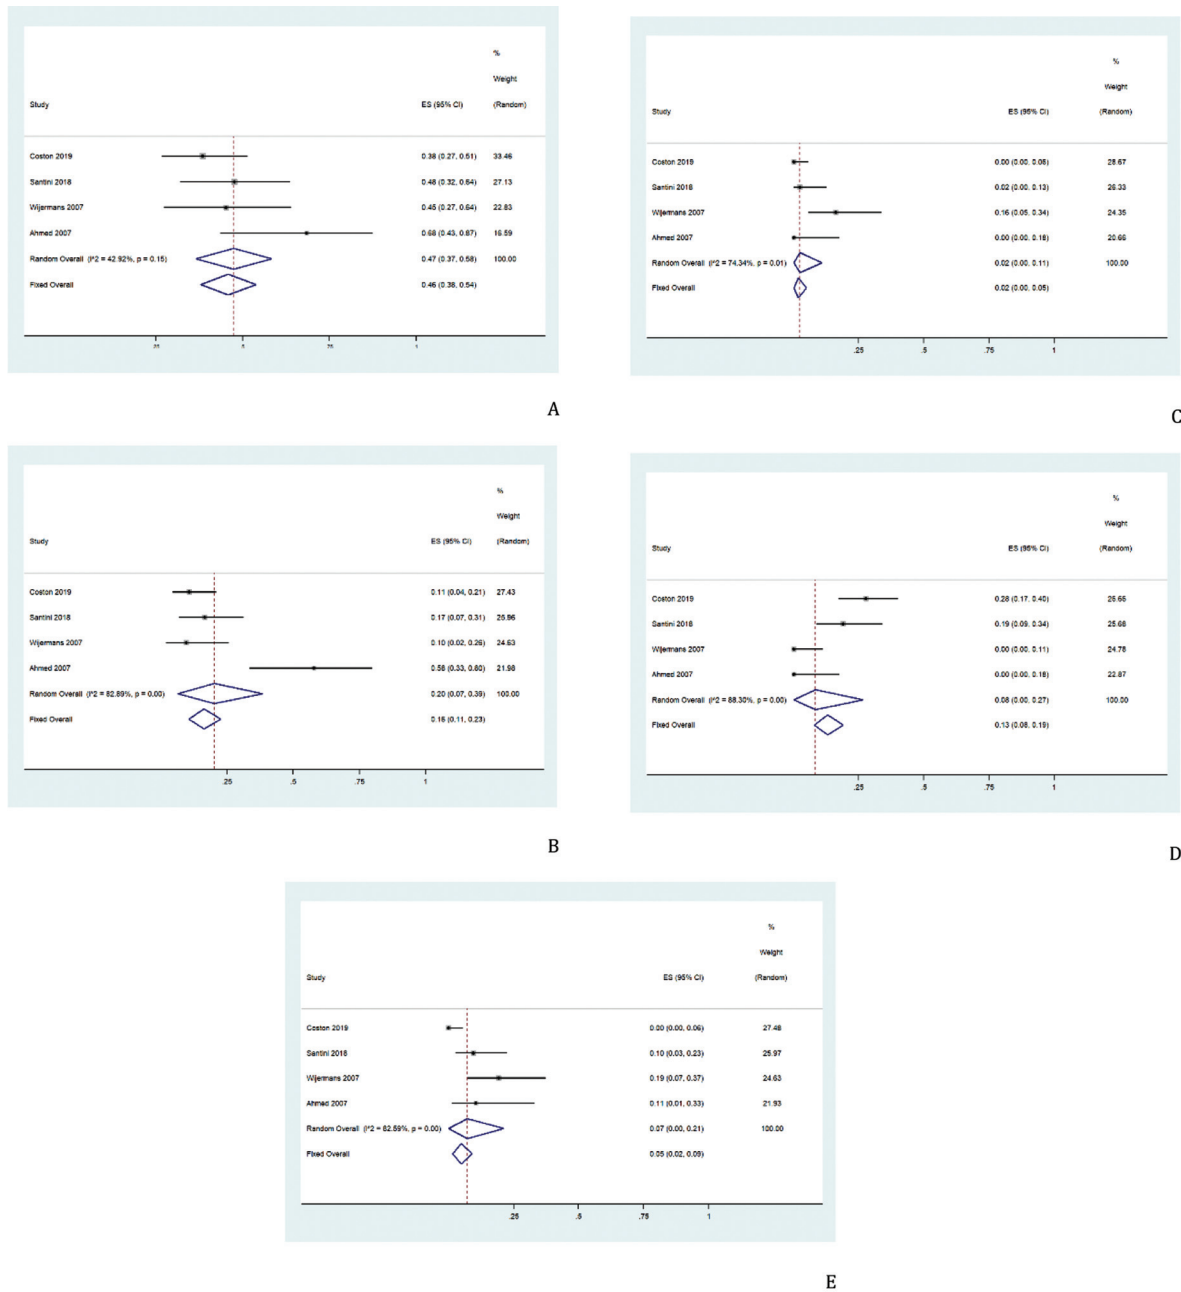 %
Weight
Study ES (95% CI) (Random)
Coston 2019 0.38 (0.27, 0.51) 33.46
Santini 2018 0.48 (0.32, 0.64) 27.13
Wijermans 2007 0.45 (0.27, 0.64) 22.83
Ahmed 2007 0.68 (0.43, 0.87) 16.59
Random Overall (I^2 = 42.92%, p = 0.15) 0.47 (0.37, 0.58) 100.00
Fixed Overall 0.46 (0.38, 0.54)
.25 .5 .75 1
A
%
Weight
Study ES (95% CI) (Random)
Coston 2019 0.00 (0.00, 0.06) 28.67
Santini 2018 0.02 (0.00, 0.13) 26.33
Wijermans 2007 0.16 (0.05, 0.34) 24.35
Ahmed 2007 0.00 (0.00, 0.18) 20.66
Random Overall (I^2 = 74.34%, p = 0.01) 0.02 (0.00, 0.11) 100.00
Fixed Overall 0.02 (0.00, 0.05)
.25 .5 .75 1
C
%
Weight
Study ES (95% CI) (Random)
Coston 2019 0.11 (0.04, 0.21) 27.43
Santini 2018 0.17 (0.07, 0.31) 25.96
Wijermans 2007 0.10 (0.02, 0.26) 24.63
Ahmed 2007 0.58 (0.33, 0.80) 21.98
Random Overall (I^2 = 82.89%, p = 0.00) 0.20 (0.07, 0.39) 100.00
Fixed Overall 0.16 (0.11, 0.23)
.25 .5 .75 1
B
%
Weight
Study ES (95% CI) (Random)
Coston 2019 0.28 (0.17, 0.40) 26.65
Santini 2018 0.19 (0.09, 0.34) 25.68
Wijermans 2007 0.00 (0.00, 0.11) 24.78
Ahmed 2007 0.00 (0.00, 0.18) 22.87
Random Overall (I^2 = 88.30%, p = 0.00) 0.08 (0.00, 0.27) 100.00
Fixed Overall 0.13 (0.08, 0.19)
.25 .5 .75 1
D
%
Weight
Study ES (95% CI) (Random)
Coston 2019 0.00 (0.00, 0.06) 27.48
Santini 2018 0.10 (0.03, 0.23) 25.97
Wijermans 2007 0.19 (0.07, 0.37) 24.63
Ahmed 2007 0.11 (0.01, 0.33) 21.93
Random Overall (I^2 = 82.59%, p = 0.00) 0.07 (0.00, 0.21) 100.00
Fixed Overall 0.05 (0.02, 0.09)
.25 .5 .75 1
E